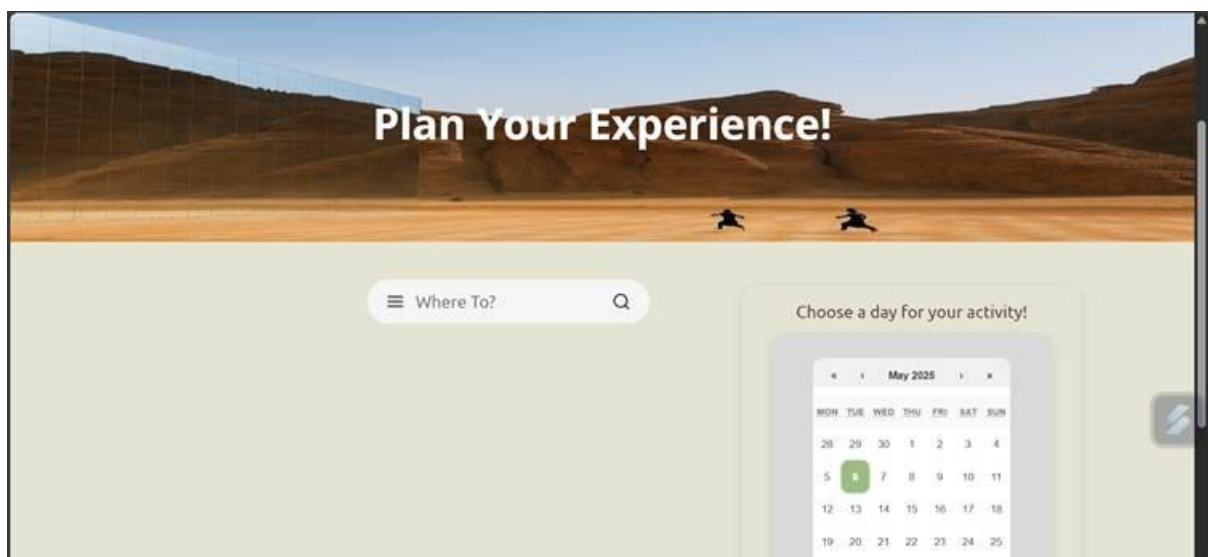 Plan Your Experience!
Where To?
Choose a day for your activity!
« ‹ May 2025 › »
MON TUE WED THU FRI SAT SUN
28 29 30 1 2 3 4
5 6 7 8 9 10 11
12 13 14 15 16 17 18
19 20 21 22 23 24 25